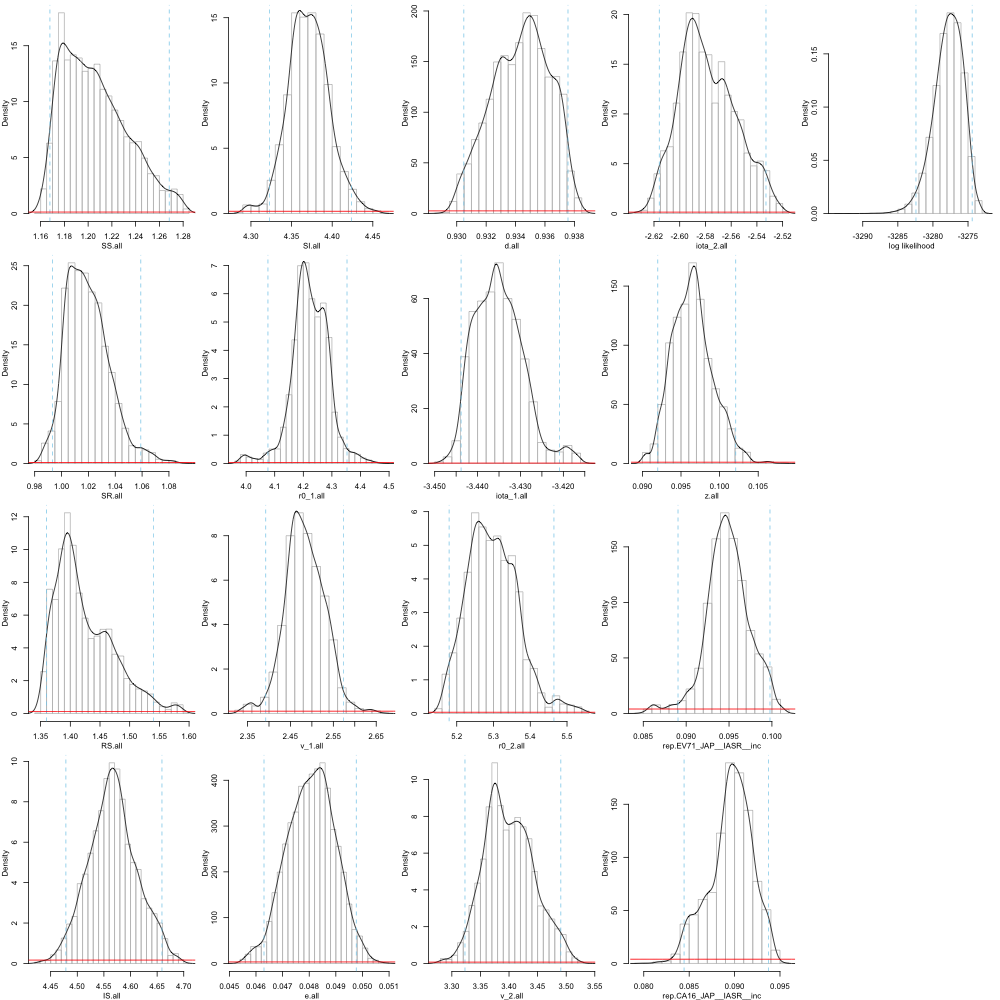 Density
0 5 10 15
1.16 1.18 1.20 1.22 1.24 1.26 1.28
SS.all
Density
0 5 10 15
4.30 4.35 4.40 4.45
SI.all
Density
0 50 100 150 200
0.930 0.932 0.934 0.936 0.938
d.all
Density
0 5 10 15 20
-2.62 -2.60 -2.58 -2.56 -2.54 -2.52
iota_2.all
Density
0.00 0.05 0.10 0.15
-3290 -3285 -3280 -3275
log likelihood
Density
0 5 10 15 20 25
0.98 1.00 1.02 1.04 1.06 1.08
SR.all
Density
0 1 2 3 4 5 6 7
4.0 4.1 4.2 4.3 4.4 4.5
r0_1.all
Density
0 20 40 60
-3.450 -3.440 -3.430 -3.420
iota_1.all
Density
0 50 100 150
0.090 0.095 0.100 0.105
z.all
Density
0 2 4 6 8 10 12
1.35 1.40 1.45 1.50 1.55 1.60
RS.all
Density
0 2 4 6 8
2.35 2.45 2.55 2.65
v_1.all
Density
0 1 2 3 4 5 6
5.2 5.3 5.4 5.5
r0_2.all
Density
0 50 100 150
0.085 0.090 0.095 0.100
rep.EV71_JAP__IASR__inc
Density
0 2 4 6 8 10
4.45 4.50 4.55 4.60 4.65 4.70
IS.all
Density
0 100 200 300 400
0.045 0.046 0.047 0.048 0.049 0.050 0.051
e.all
Density
0 2 4 6 8 10
3.30 3.35 3.40 3.45 3.50 3.55
v_2.all
Density
0 50 100 150
0.080 0.085 0.090 0.095
rep.CA16_JAP__IASR__inc